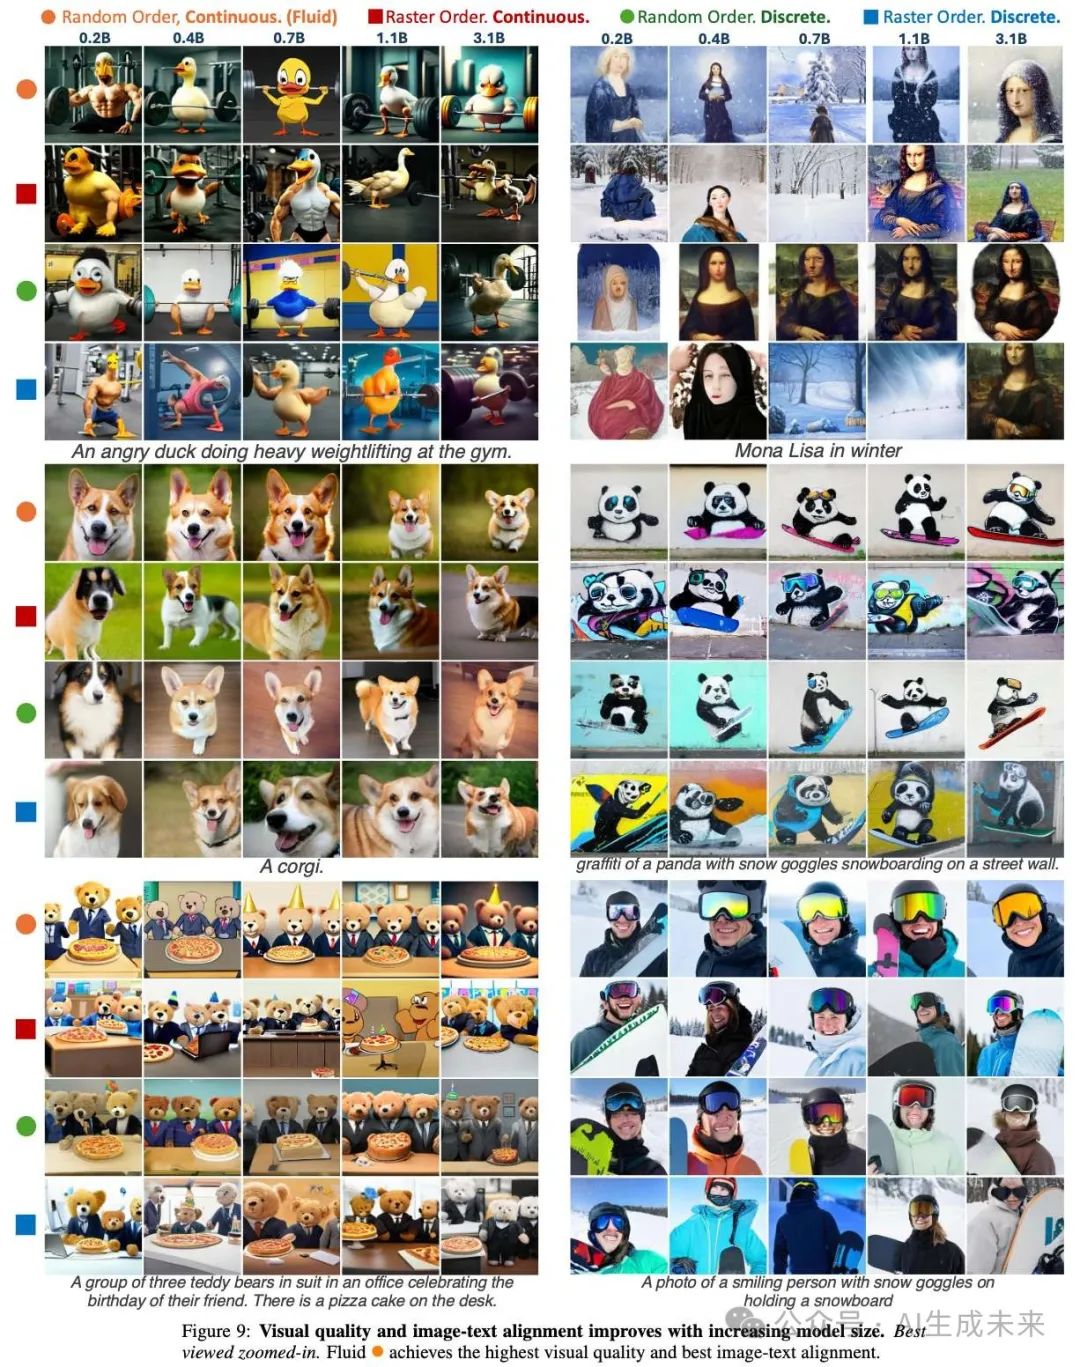 Random Order, Continuous. (Fluid) Raster Order. Continuous. Random Order. Discrete. Raster Order. Discrete.
0.2B 0.4B 0.7B 1.1B 3.1B
0.2B 0.4B 0.7B 1.1B 3.1B
An angry duck doing heavy weightlifting at the gym.
Mona Lisa in winter
A corgi.
graffiti of a panda with snow goggles snowboarding on a street wall.
A group of three teddy bears in suit in an office celebrating the
birthday of their friend. There is a pizza cake on the desk.
A photo of a smiling person with snow goggles on
holding a snowboard
公众号 · AI生成未来
Figure 9: Visual quality and image-text alignment improves with increasing model size. Best
viewed zoomed-in. Fluid achieves the highest visual quality and best image-text alignment.